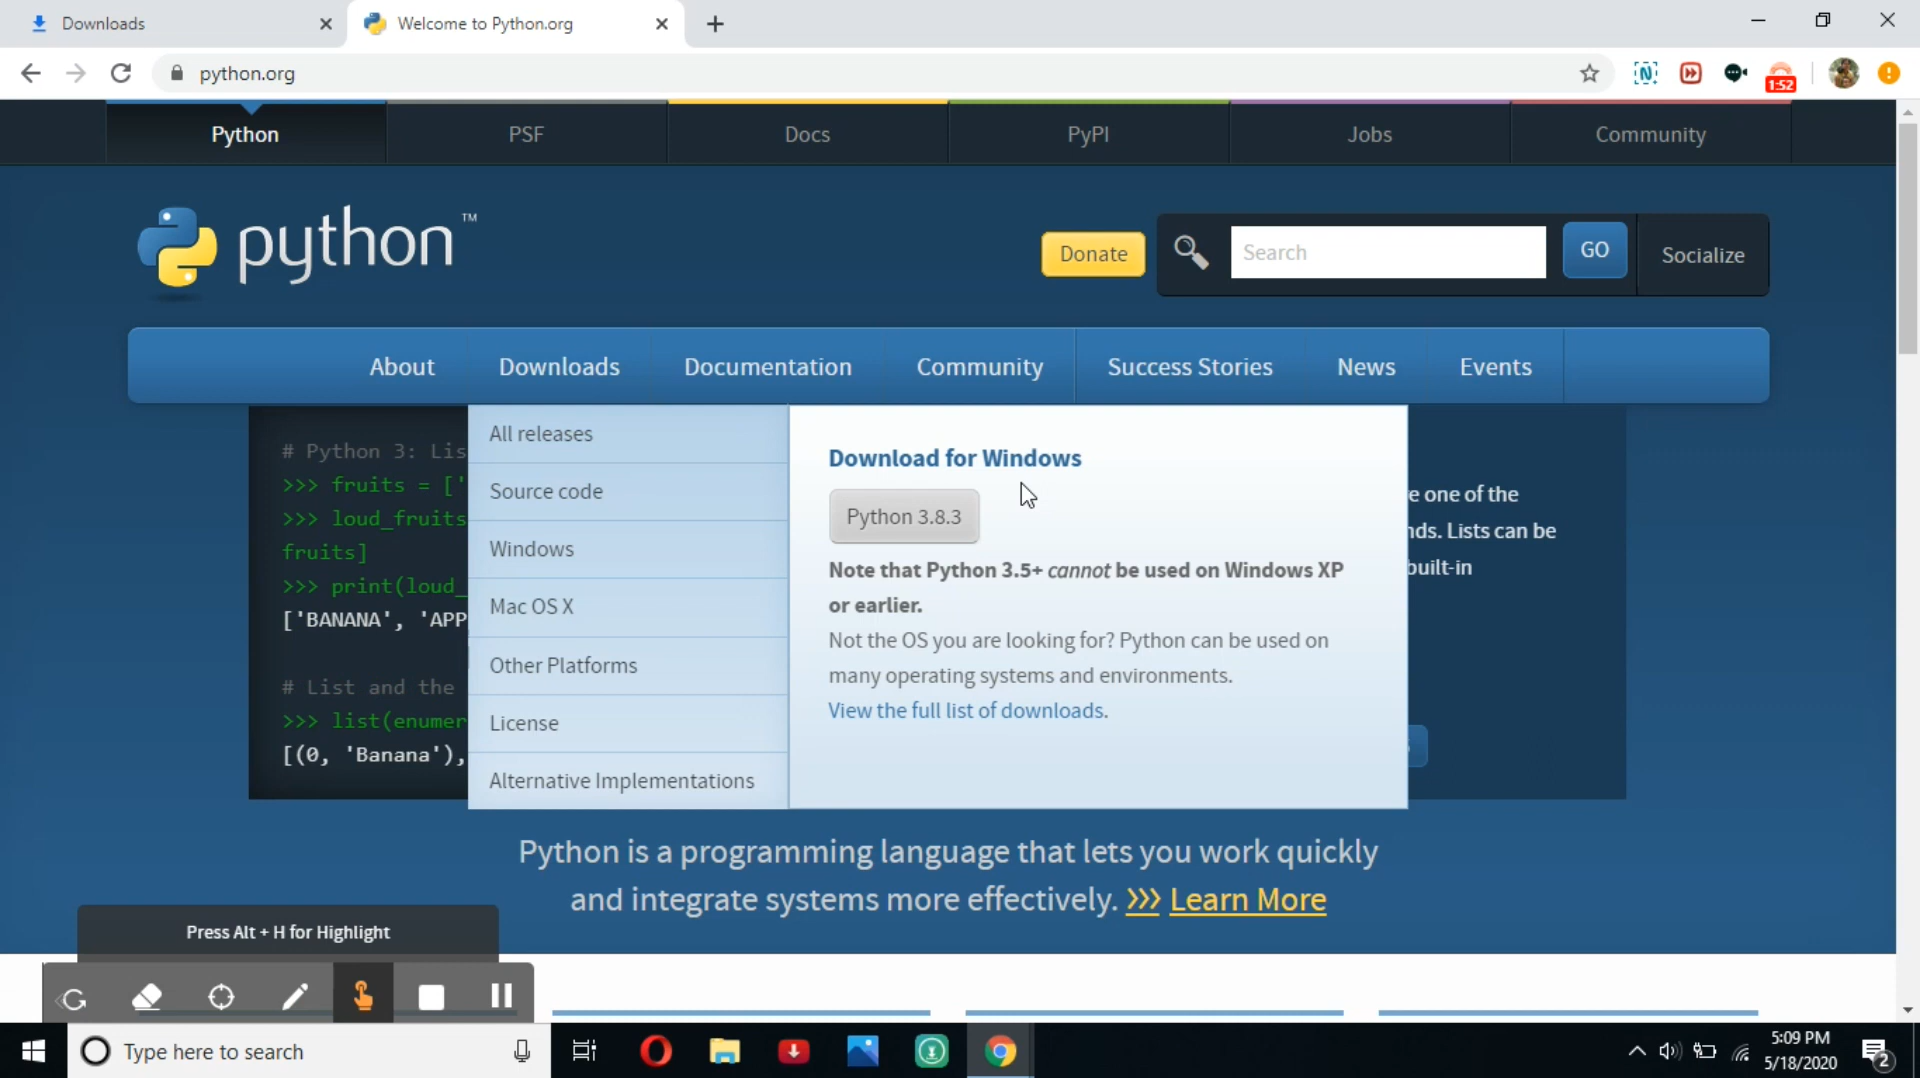 Downloads
Welcome to Python.org
python.org
1:52
Python
PSF
Docs
PyPI
Jobs
Community
python™
Donate
Search
GO
Socialize
About
Downloads
Documentation
Community
Success Stories
News
Events
# Python 3: Lis
>>> fruits = ['
>>> loud_fruits
fruits]
>>> print(loud_
['BANANA', 'APP
# List and the
>>> list(enumer
[(0, 'Banana'),
All releases
Source code
Windows
Mac OS X
Other Platforms
License
Alternative Implementations
Download for Windows
Python 3.8.3
Note that Python 3.5+ cannot be used on Windows XP
or earlier.
Not the OS you are looking for? Python can be used on
many operating systems and environments.
View the full list of downloads.
e one of the
nds. Lists can be
built-in
Python is a programming language that lets you work quickly
and integrate systems more effectively. >>> Learn More
Press Alt + H for Highlight
Type here to search
5:09 PM
5/18/2020
2